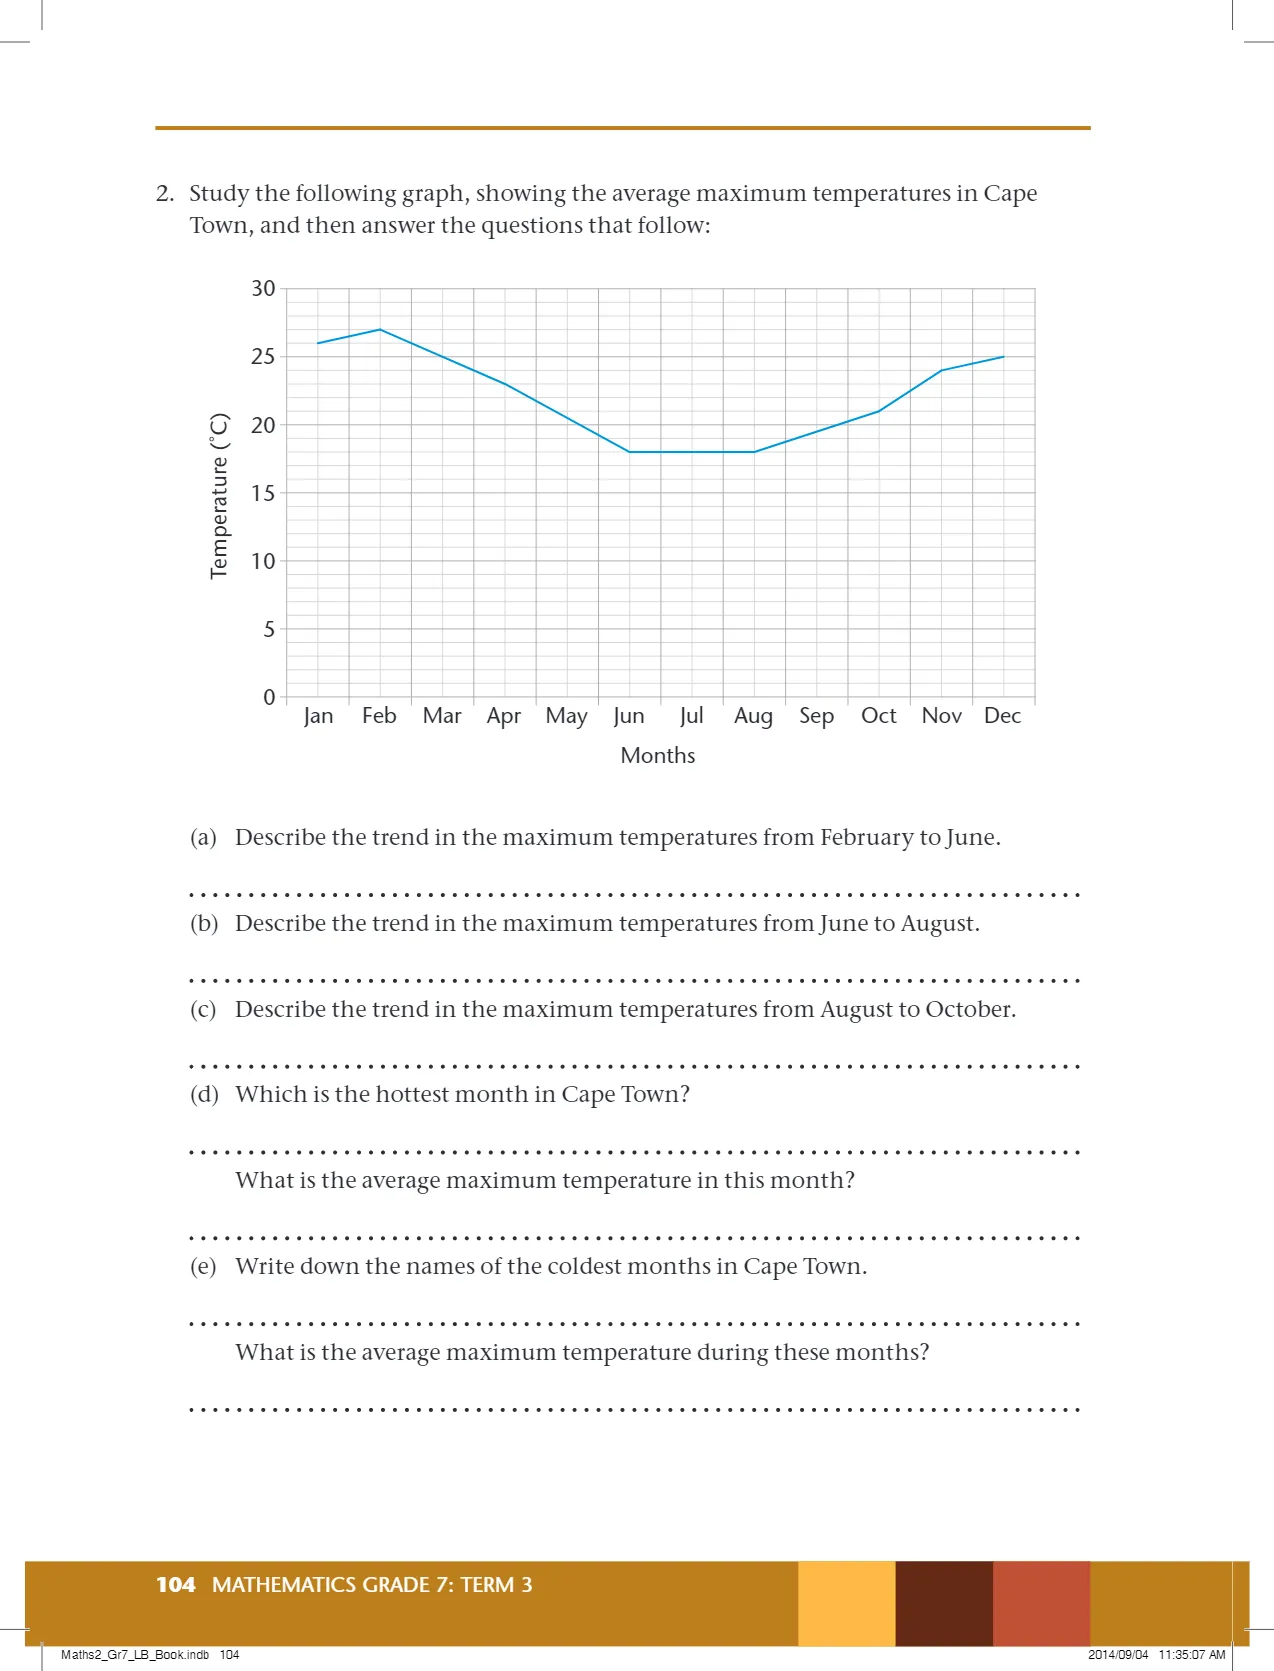 2. Study the following graph, showing the average maximum temperatures in Cape
Town, and then answer the questions that follow:
30
25
20
15
10
5
0
Temperature (˚C)
Jan Feb Mar Apr May Jun Jul Aug Sep Oct Nov Dec
Months
(a) Describe the trend in the maximum temperatures from February to June.
(b) Describe the trend in the maximum temperatures from June to August.
(c) Describe the trend in the maximum temperatures from August to October.
(d) Which is the hottest month in Cape Town?
What is the average maximum temperature in this month?
(e) Write down the names of the coldest months in Cape Town.
What is the average maximum temperature during these months?
104 MATHEMATICS GRADE 7: TERM 3
Maths2_Gr7_LB_Book.indb 104
2014/09/04 11:35:07 AM